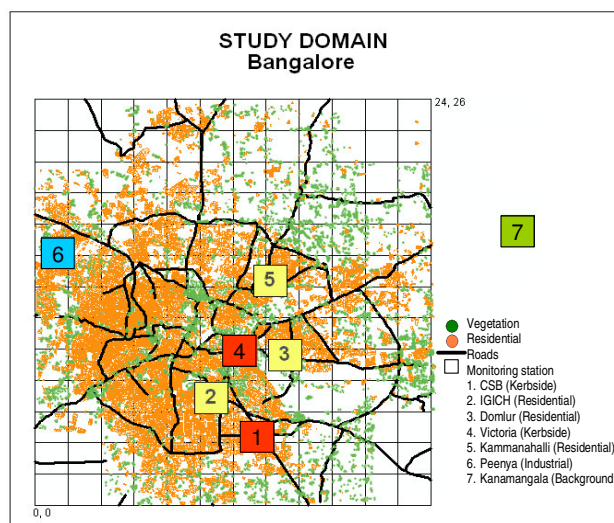 STUDY DOMAIN
Bangalore
24, 26
7
6
5
4
3
2
1
0, 0
Vegetation
Residential
Roads
Monitoring station
1. CSB (Kerbside)
2. IGICH (Residential)
3. Domlur (Residential)
4. Victoria (Kerbside)
5. Kammanahalli (Residential)
6. Peenya (Industrial)
7. Kanamangala (Background